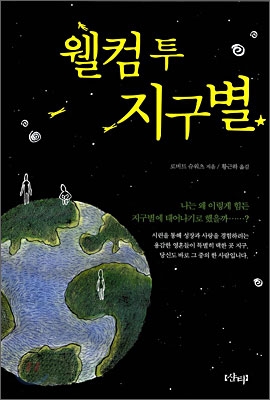 웰컴 투
지구별
로버트 슈워츠 지음 / 황근하 옮김
나는 왜 이렇게 힘든
지구별에 태어나기로 했을까……?
시련을 통해 성장과 사랑을 경험하려는
용감한 영혼들이 특별히 택한 곳 지구,
당신도 바로 그 중의 한 사람입니다.
[산티]